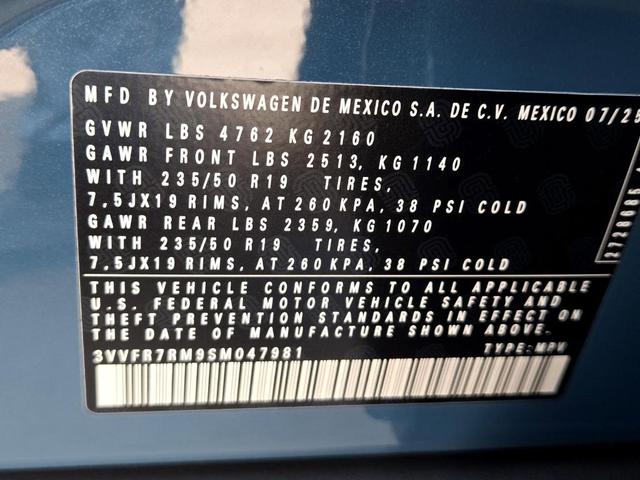 MFD BY VOLKSWAGEN DE MEXICO S.A. DE C.V. MEXICO 07/25
GVWR LBS 4762 KG 2160
GAWR FRONT LBS 2513, KG 1140
WITH 235/50 R19 TIRES,
7,5JX19 RIMS, AT 260 KPA, 38 PSI COLD
GAWR REAR LBS 2359, KG 1070
WITH 235/50 R19 TIRES,
7,5JX19 RIMS, AT 260 KPA, 38 PSI COLD
THIS VEHICLE CONFORMS TO ALL APPLICABLE
U.S. FEDERAL MOTOR VEHICLE SAFETY AND
THEFT PREVENTION STANDARDS IN EFFECT ON
THE DATE OF MANUFACTURE SHOWN ABOVE.
3VVFR7RM9SM047981 TYPE: MPV